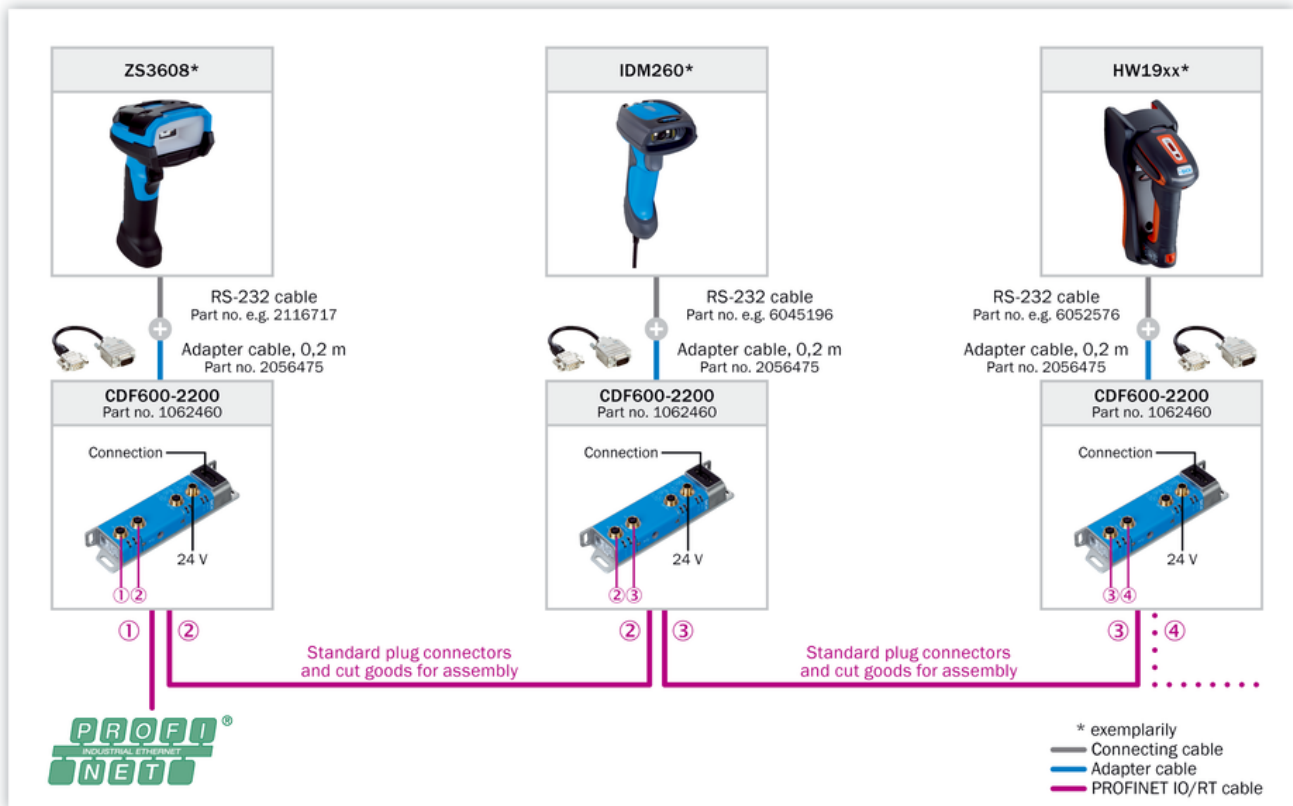 ZS3608*
IDM260*
HW19xx*
RS-232 cable
Part no. e.g. 2116717
Adapter cable, 0,2 m
Part no. 2056475
RS-232 cable
Part no. e.g. 6045196
Adapter cable, 0,2 m
Part no. 2056475
RS-232 cable
Part no. e.g. 6052576
Adapter cable, 0,2 m
Part no. 2056475
CDF600-2200
Part no. 1062460
Connection
24 V
①②
CDF600-2200
Part no. 1062460
Connection
24 V
②③
CDF600-2200
Part no. 1062460
Connection
24 V
③④
① ②
Standard plug connectors
and cut goods for assembly
② ③
Standard plug connectors
and cut goods for assembly
③ ④
PROFI®
INDUSTRIAL ETHERNET
NET
* exemplarily
Connecting cable
Adapter cable
PROFINET IO/RT cable